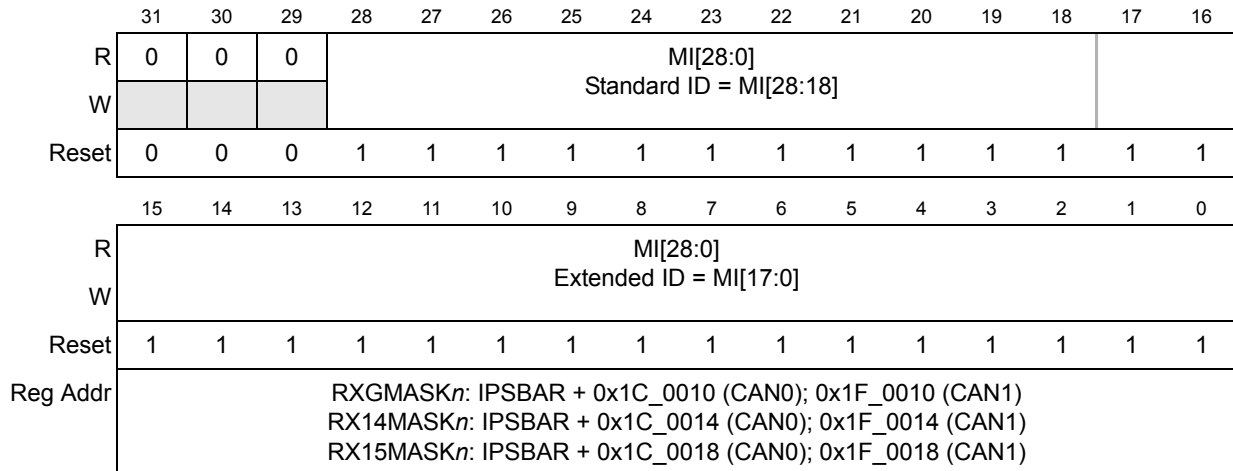 31 30 29 28 27 26 25 24 23 22 21 20 19 18 17 16
R 0 0 0 MI[28:0]
Standard ID = MI[28:18]
W
Reset 0 0 0 1 1 1 1 1 1 1 1 1 1 1 1 1
15 14 13 12 11 10 9 8 7 6 5 4 3 2 1 0
R MI[28:0]
Extended ID = MI[17:0]
W
Reset 1 1 1 1 1 1 1 1 1 1 1 1 1 1 1 1
Reg Addr RXGMASKn: IPSBAR + 0x1C_0010 (CAN0); 0x1F_0010 (CAN1)
RX14MASKn: IPSBAR + 0x1C_0014 (CAN0); 0x1F_0014 (CAN1)
RX15MASKn: IPSBAR + 0x1C_0018 (CAN0); 0x1F_0018 (CAN1)